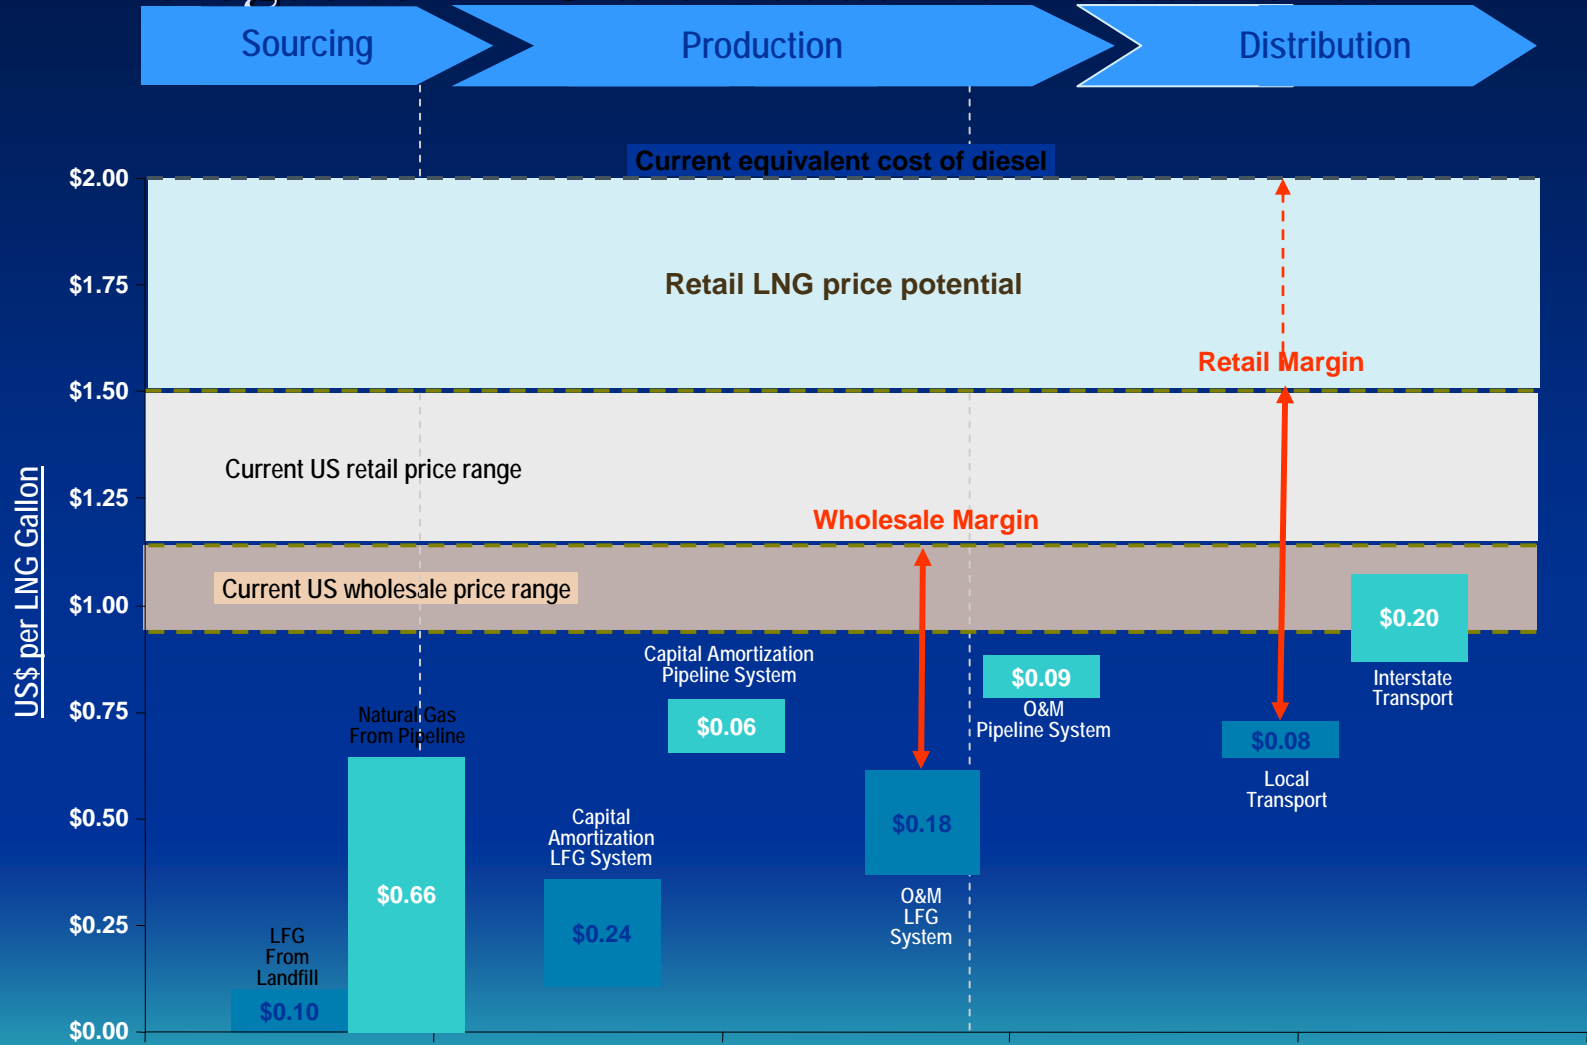 Sourcing
Production
Distribution
Current equivalent cost of diesel
$2.00
$1.75
$1.50
$1.25
$1.00
$0.75
$0.50
$0.25
$0.00
US$ per LNG Gallon
Retail LNG price potential
Retail Margin
Current US retail price range
Wholesale Margin
Current US wholesale price range
LFG
From
Landfill
$0.10
Natural Gas
From Pipeline
$0.66
Capital
Amortization
LFG System
$0.24
Capital Amortization
Pipeline System
$0.06
$0.18
O&M
LFG
System
$0.09
O&M
Pipeline System
$0.08
Local
Transport
$0.20
Interstate
Transport